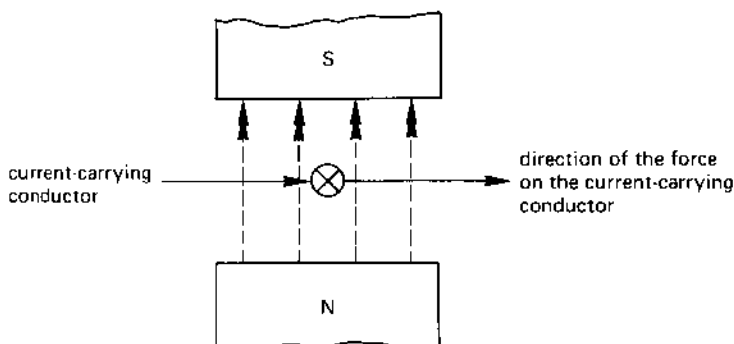 S
current-carrying
conductor
direction of the force
on the current-carrying
conductor
N